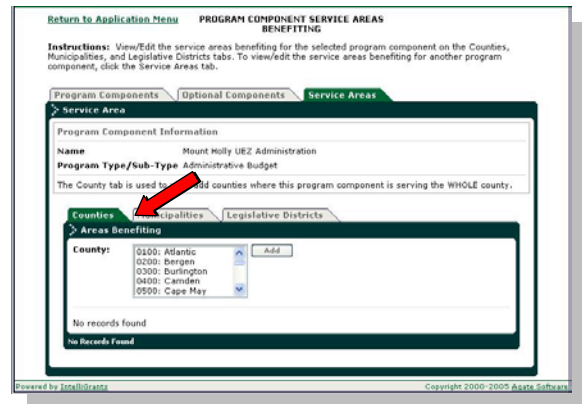 Return to Application Menu PROGRAM COMPONENT SERVICE AREAS
BENEFITTING
Instructions: View/Edit the service areas benefiting for the selected program component on the Counties,
Municipalities, and Legislative Districts tabs. To view/edit the service areas benefiting for another program
component, click the Service Areas tab.
Program Components Optional Components Service Areas
Service Area
Program Component Information
Name Mount Holly UEZ Administration
Program Type/Sub-Type Administrative Budget
The County tab is used to add counties where this program component is serving the WHOLE county.
Counties Municipalities Legislative Districts
Areas Benefiting
County: 0100: Atlantic Add
0200: Bergen
0300: Burlington
0400: Camden
0500: Cape May
No records found
No Records Found
Powered by IntelliGrants Copyright 2000-2005 Agate Software